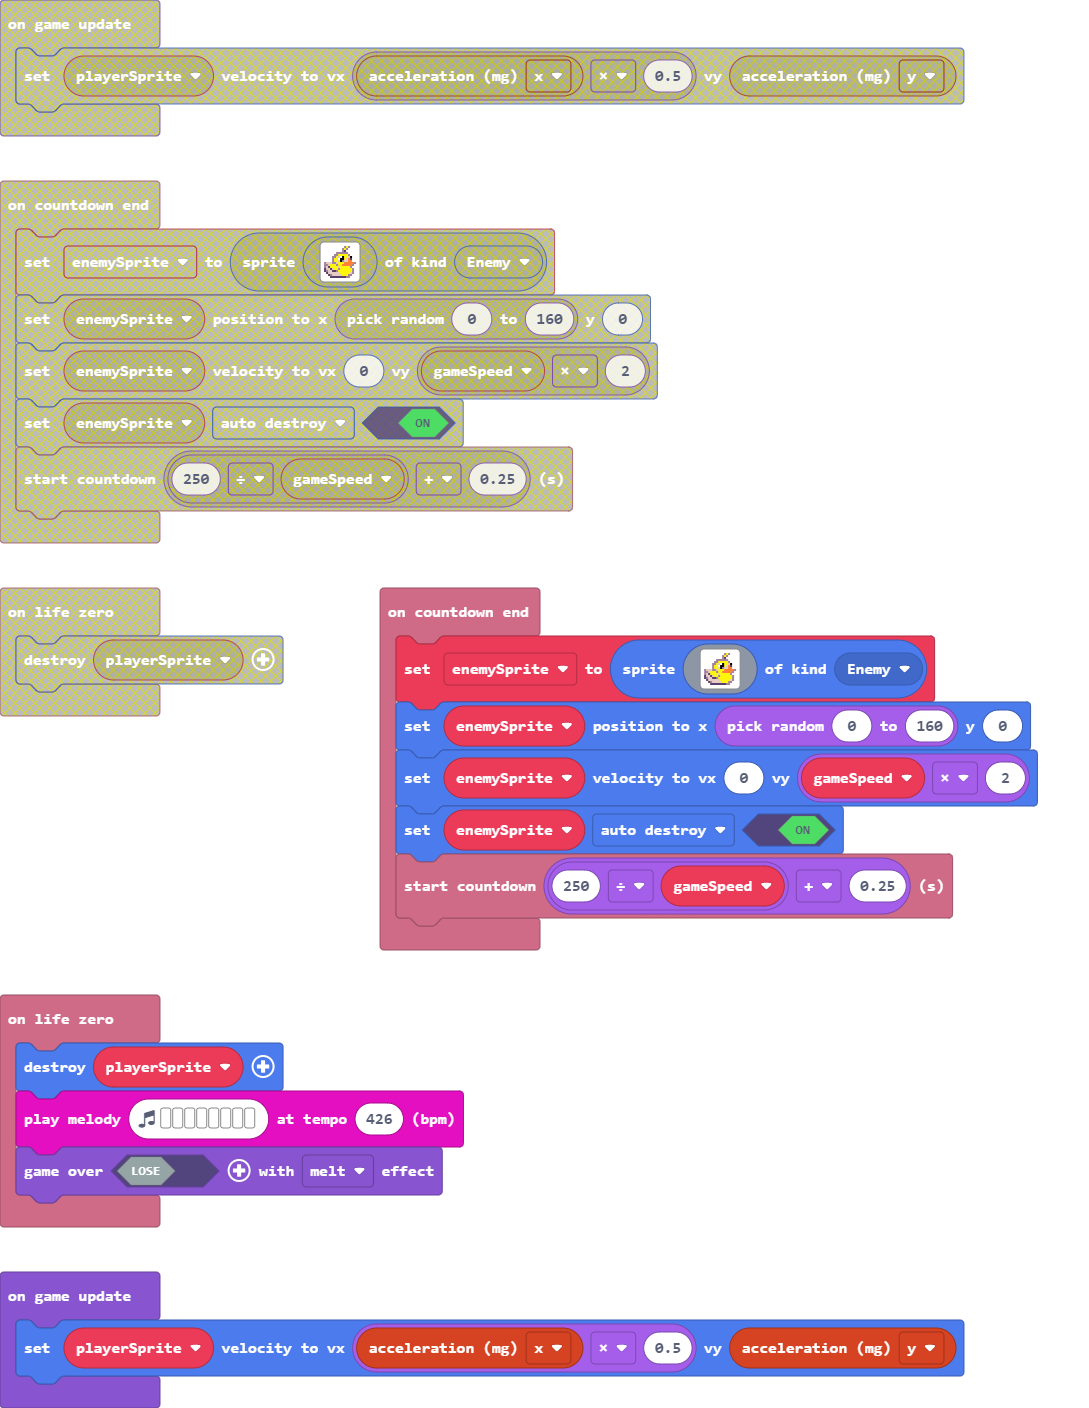 on game update
set playerSprite velocity to vx acceleration (mg) x × 0.5 vy acceleration (mg) y
on countdown end
set enemySprite to sprite of kind Enemy
set enemySprite position to x pick random 0 to 160 y 0
set enemySprite velocity to vx 0 vy gameSpeed × 2
set enemySprite auto destroy ON
start countdown 250 ÷ gameSpeed + 0.25 (s)
on life zero
destroy playerSprite
on countdown end
set enemySprite to sprite of kind Enemy
set enemySprite position to x pick random 0 to 160 y 0
set enemySprite velocity to vx 0 vy gameSpeed × 2
set enemySprite auto destroy ON
start countdown 250 ÷ gameSpeed + 0.25 (s)
on life zero
destroy playerSprite
play melody at tempo 426 (bpm)
game over LOSE with melt effect
on game update
set playerSprite velocity to vx acceleration (mg) x × 0.5 vy acceleration (mg) y